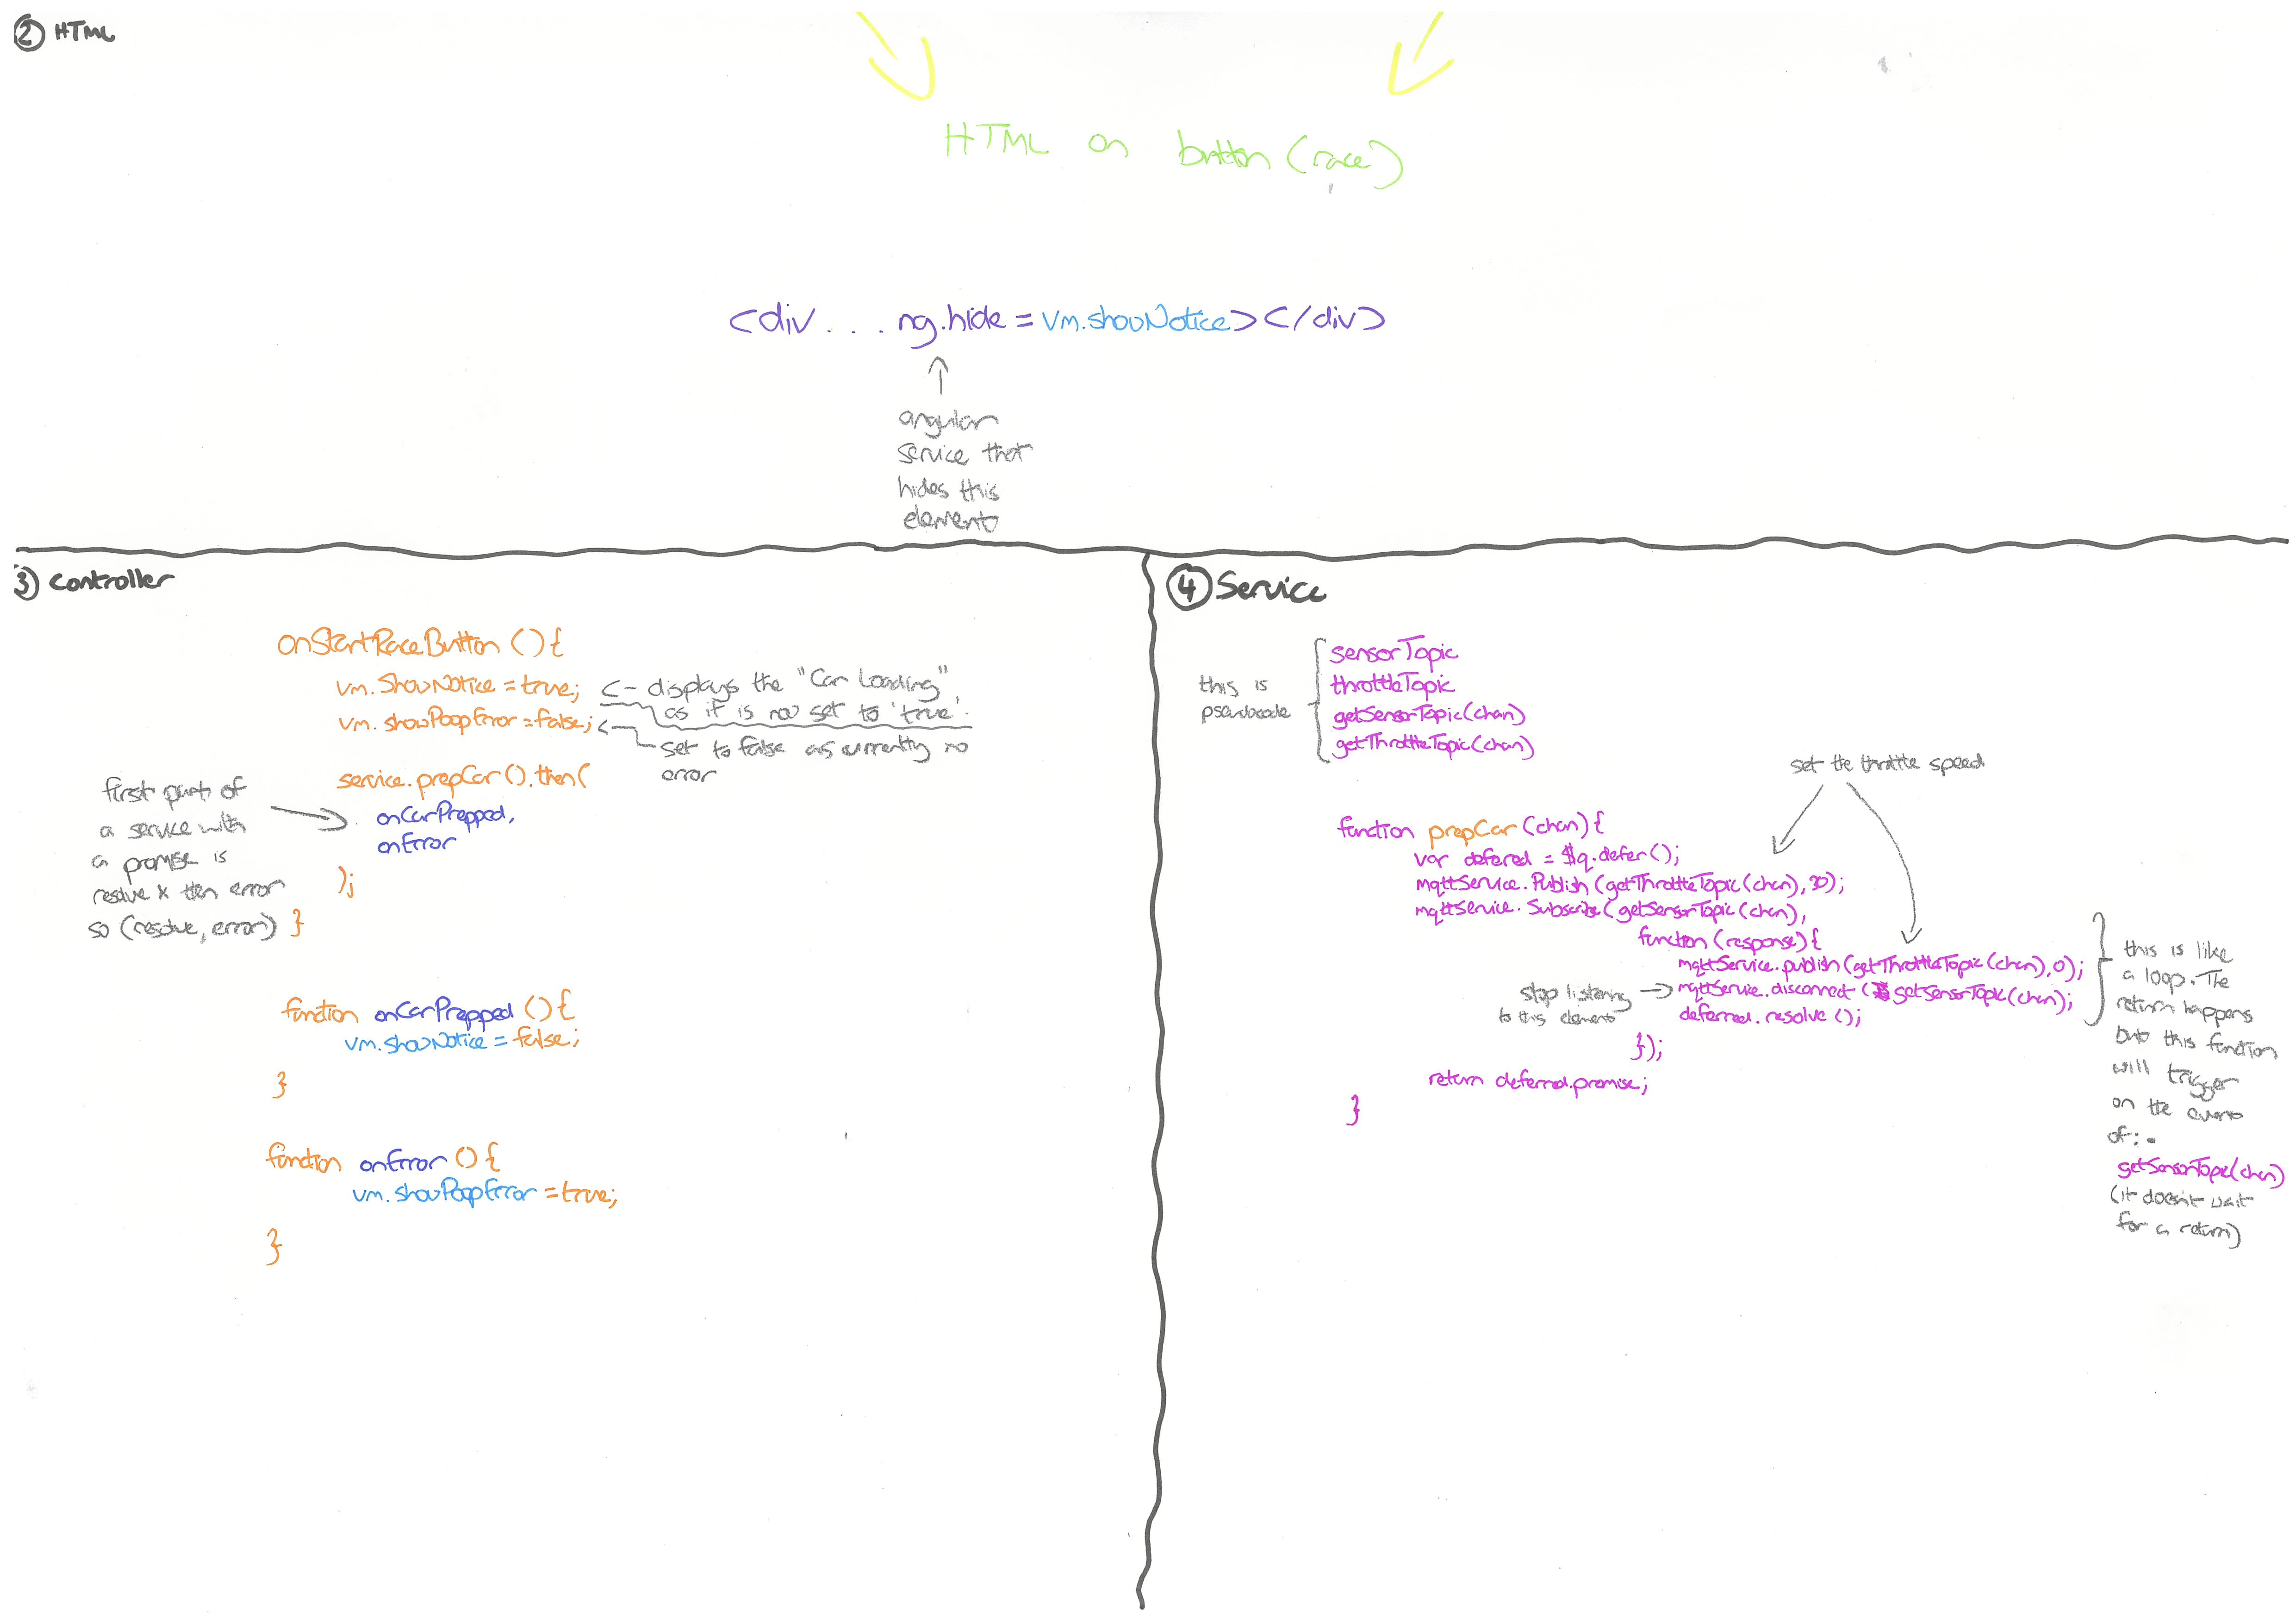 ② HTML
HTML on button (race)
<div . . . ng.hide = vm.showNotice></div>
angular
service that
hides this
element
③ Controller
onStartRaceButton () {
vm.ShowNotice = true; <- displays the "Car Loading",
as it is now set to 'true'.
vm.showPoopError = false; <
set to false as currently no
error
service.prepCar().then(
onCarPrepped,
onError
);
}
first part of
a service with
a promise is
resolve & then error
so (resolve, error)
function onCarPrepped () {
vm.showNotice = false;
}
function onError () {
vm.showPoopError = true;
}
④ Service
this is
pseudocode
sensorTopic
throttleTopic
getSensorTopic(chan)
getThrottleTopic(chan)
set the throttle speed
function prepCar (chan) {
var defered = $q.defer();
mqttService.Publish (getThrottleTopic(chan), 30);
mqttService.Subscribe (getSensorTopic(chan),
function (response) {
mqttService.publish (getThrottleTopic(chan), 0);
stop listening
to this element
mqttService.disconnect (getSensorTopic(chan);
deferred.resolve ();
});
return deferred.promise;
}
this is like
a loop. The
return happens
but this function
will trigger
on the event
of:-
getSensorTopic(chan)
(it doesn't wait
for a return)